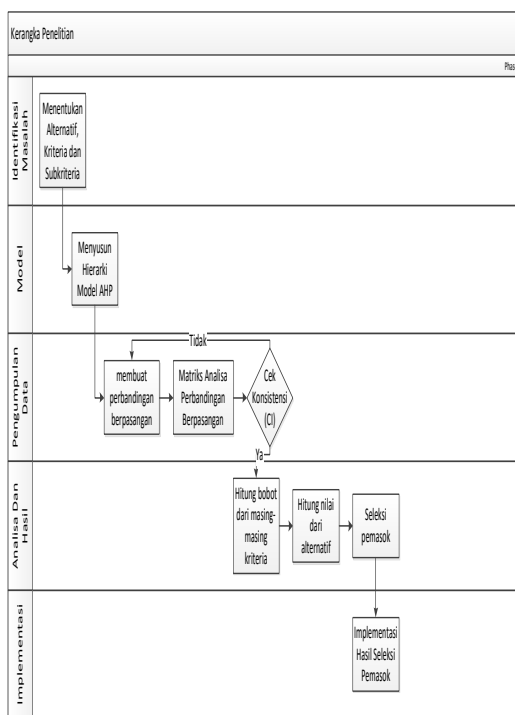 Kerangka Penelitian
Phas
Identifikasi
Masalah
Menentukan
Alternatif,
Kriteria dan
Subkriteria
Model
Menyusun
Hierarki
Model AHP
Pengumpulan
Data
Tidak
membuat
perbandingan
berpasangan
Matriks Analisa
Perbandingan
Berpasangan
Cek
Konsistensi
(CI)
Ya
Analisa Dan
Hasil
Hitung bobot
dari masing-
masing
kriteria
Hitung nilai
dari
alternatif
Seleksi
pemasok
Implementasi
Implementasi
Hasil Seleksi
Pemasok